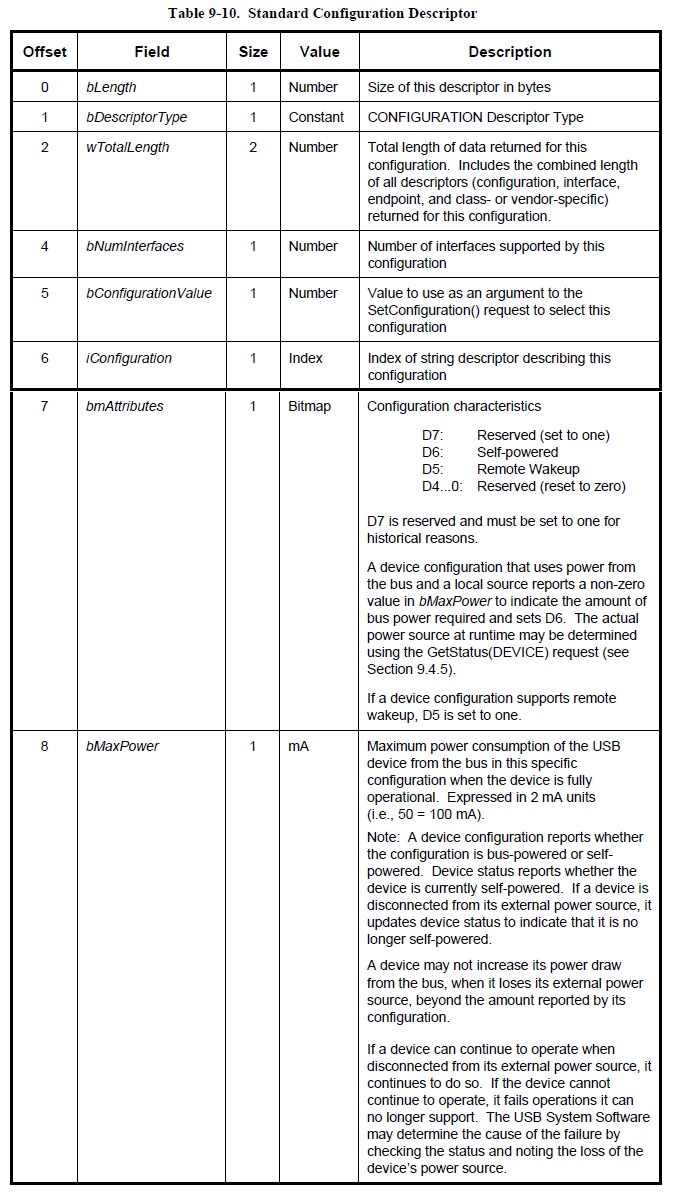 Table 9-10. Standard Configuration Descriptor
Offset Field Size Value Description
0 bLength 1 Number Size of this descriptor in bytes
1 bDescriptorType 1 Constant CONFIGURATION Descriptor Type
2 wTotalLength 2 Number Total length of data returned for this
configuration. Includes the combined length
of all descriptors (configuration, interface,
endpoint, and class- or vendor-specific)
returned for this configuration.
4 bNumInterfaces 1 Number Number of interfaces supported by this
configuration
5 bConfigurationValue 1 Number Value to use as an argument to the
SetConfiguration() request to select this
configuration
6 iConfiguration 1 Index Index of string descriptor describing this
configuration
7 bmAttributes 1 Bitmap Configuration characteristics
D7: Reserved (set to one)
D6: Self-powered
D5: Remote Wakeup
D4...0: Reserved (reset to zero)
D7 is reserved and must be set to one for
historical reasons.
A device configuration that uses power from
the bus and a local source reports a non-zero
value in bMaxPower to indicate the amount of
bus power required and sets D6. The actual
power source at runtime may be determined
using the GetStatus(DEVICE) request (see
Section 9.4.5).
If a device configuration supports remote
wakeup, D5 is set to one.
8 bMaxPower 1 mA Maximum power consumption of the USB
device from the bus in this specific
configuration when the device is fully
operational. Expressed in 2 mA units
(i.e., 50 = 100 mA).
Note: A device configuration reports whether
the configuration is bus-powered or self-
powered. Device status reports whether the
device is currently self-powered. If a device is
disconnected from its external power source, it
updates device status to indicate that it is no
longer self-powered.
A device may not increase its power draw
from the bus, when it loses its external power
source, beyond the amount reported by its
configuration.
If a device can continue to operate when
disconnected from its external power source, it
continues to do so. If the device cannot
continue to operate, it fails operations it can
no longer support. The USB System Software
may determine the cause of the failure by
checking the status and noting the loss of the
device's power source.